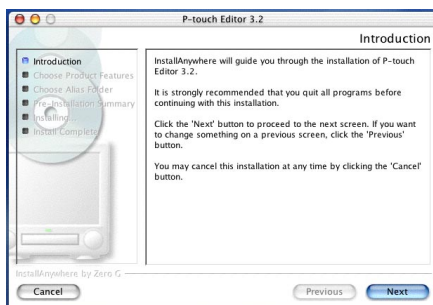 P-touch Editor 3.2
Introduction
Introduction
Choose Product Features
Choose Alias Folder
Pre-Installation Summary
Installing...
Install Complete
InstallAnywhere will guide you through the installation of P-touch
Editor 3.2.
It is strongly recommended that you quit all programs before
continuing with this installation.
Click the 'Next' button to proceed to the next screen. If you want
to change something on a previous screen, click the 'Previous'
button.
You may cancel this installation at any time by clicking the 'Cancel'
button.
InstallAnywhere by Zero G
Cancel
Previous
Next